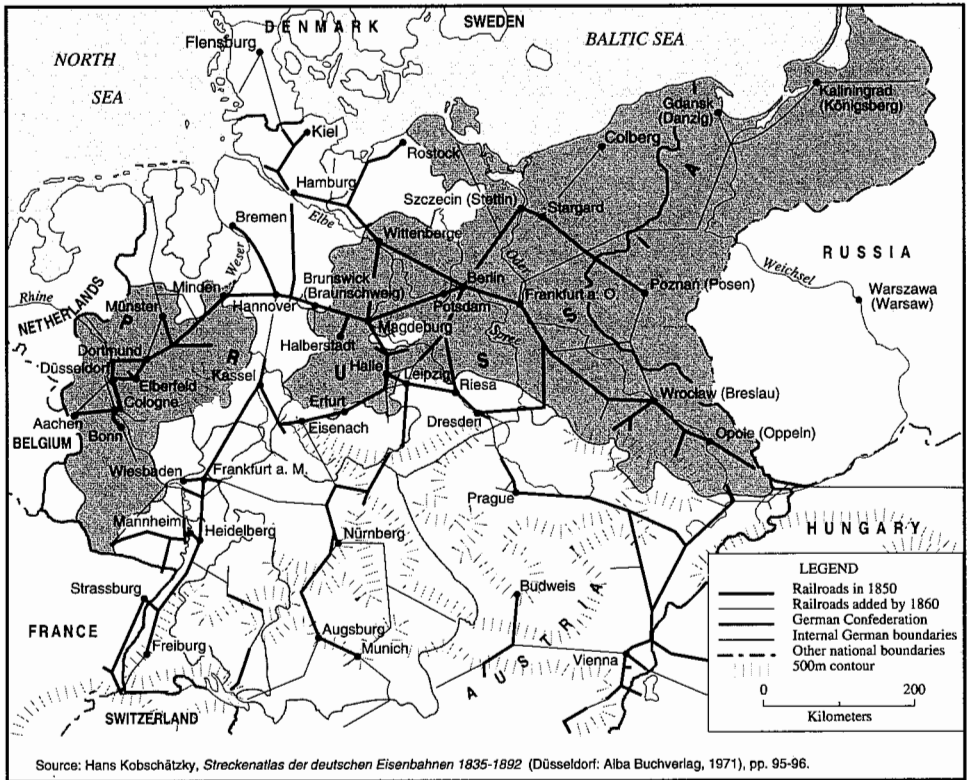 DENMARK
SWEDEN
Flensburg
BALTIC SEA
NORTH
SEA
Kaliningrad
(Königsberg)
Gdansk
(Danzig)
Kiel
Colberg
Rostock
Hamburg
Szczecin (Stettin)
Stargard
Bremen
Elbe
Wittenberge
RUSSIA
Weser
Oder
Weichsel
Berlin
Minden
Brunswick
(Braunschweig)
Hannover
Potsdam
Frankfurt a. O
Poznań (Posen)
Warszawa
(Warsaw)
Rhine
NETHERLANDS
Münster
Magdeburg
Spree
Halberstadt
Dortmund
Düsseldorf
Elberfeld
Kassel
Halle
Leipzig
Riesa
Cologne
Wrocław (Breslau)
Aachen
Erfurt
Eisenach
Dresden
BELGIUM
Bonn
Opole (Oppeln)
PRUSSIA
Wiesbaden
Frankfurt a. M.
Prague
Mannheim
Heidelberg
Nürnberg
HUNGARY
Strassburg
Budweis
FRANCE
Freiburg
Augsburg
Munich
AUSTRIA
Vienna
SWITZERLAND
LEGEND
Railroads in 1850
Railroads added by 1860
German Confederation
Internal German boundaries
Other national boundaries
500m contour
0 200
Kilometers
Source: Hans Kobschätzky, Streckenatlas der deutschen Eisenbahnen 1835-1892 (Düsseldorf: Alba Buchverlag, 1971), pp. 95-96.